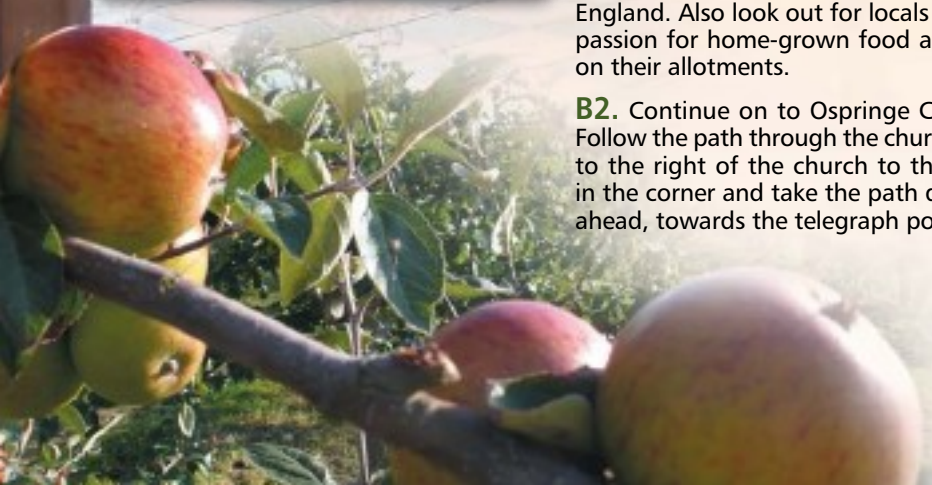 England. Also look out for locals
passion for home-grown food a
on their allotments.
B2. Continue on to Ospringe C
Follow the path through the chur
to the right of the church to th
in the corner and take the path
ahead, towards the telegraph po